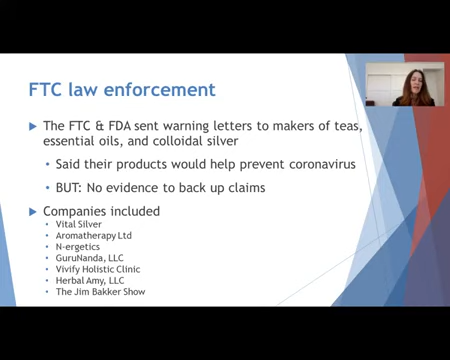 FTC law enforcement
The FTC & FDA sent warning letters to makers of teas,
essential oils, and colloidal silver
Said their products would help prevent coronavirus
BUT: No evidence to back up claims
Companies included
Vital Silver
Aromatherapy Ltd
N-ergetics
GuruNanda, LLC
Vivify Holistic Clinic
Herbal Amy, LLC
The Jim Bakker Show